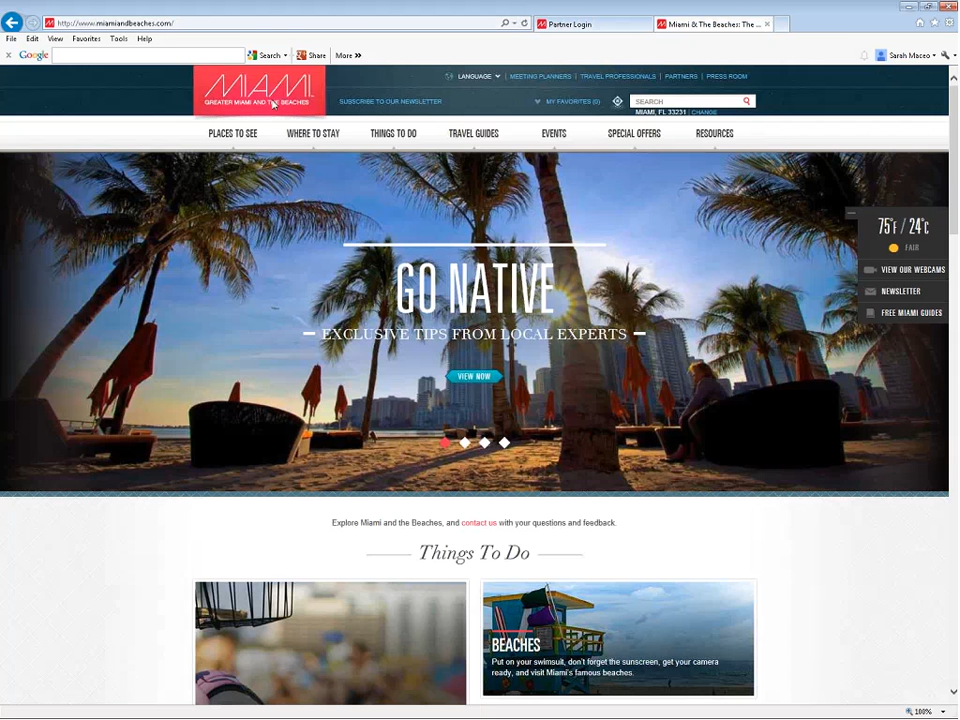 http://www.miamiandbeaches.com/
Partner Login
Miami & The Beaches: The ...
File Edit View Favorites Tools Help
Google
Search
Share
More »
Sarah Maceo
MIAMI
GREATER MIAMI AND THE BEACHES
LANGUAGE
MEETING PLANNERS
TRAVEL PROFESSIONALS
PARTNERS
PRESS ROOM
SUBSCRIBE TO OUR NEWSLETTER
MY FAVORITES (0)
SEARCH
MIAMI, FL 33231
CHANGE
PLACES TO SEE
WHERE TO STAY
THINGS TO DO
TRAVEL GUIDES
EVENTS
SPECIAL OFFERS
RESOURCES
75°F / 24°C
FAIR
VIEW OUR WEBCAMS
NEWSLETTER
FREE MIAMI GUIDES
GO NATIVE
EXCLUSIVE TIPS FROM LOCAL EXPERTS
VIEW NOW
Explore Miami and the Beaches, and contact us with your questions and feedback.
Things To Do
BEACHES
Put on your swimsuit, don't forget the sunscreen, get your camera
ready, and visit Miami's famous beaches.
100%